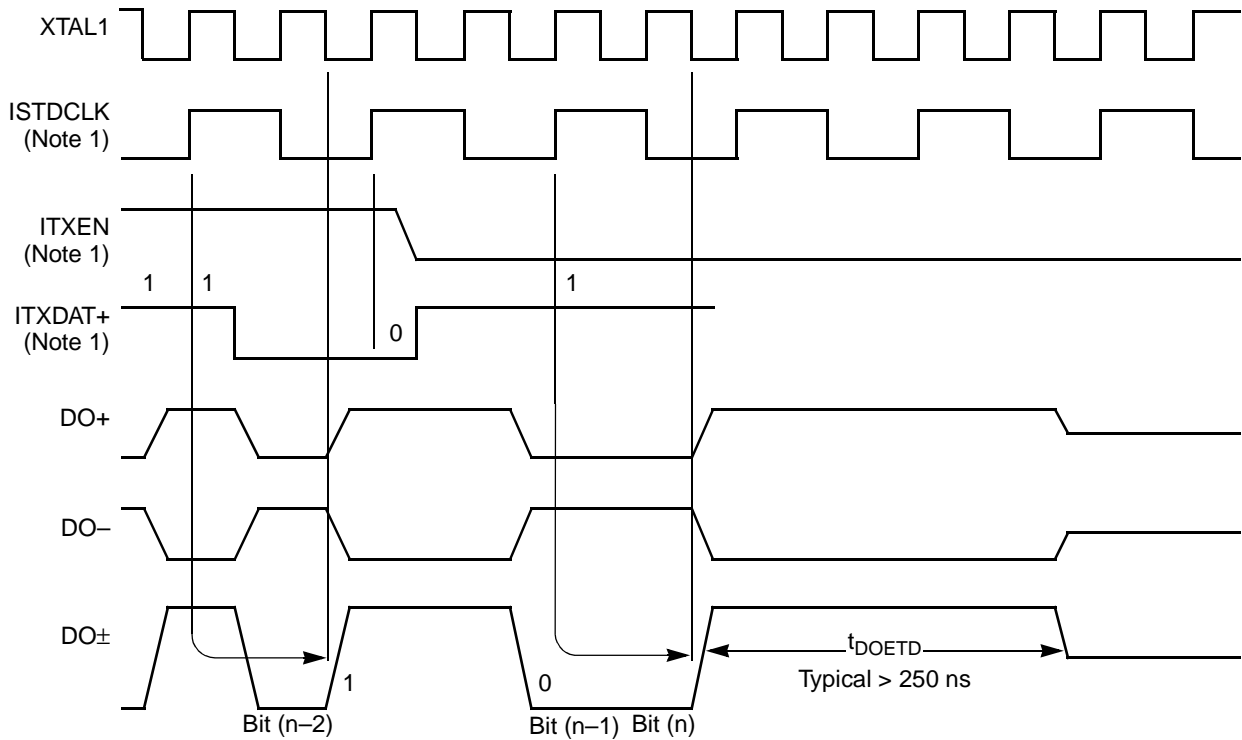 XTAL1
ISTDCLK
(Note 1)
ITXEN
(Note 1)
1 1 1
ITXDAT+
(Note 1)
0
DO+
DO–
DO±
tDOETD
Typical > 250 ns
1 0
Bit (n–2) Bit (n–1) Bit (n)